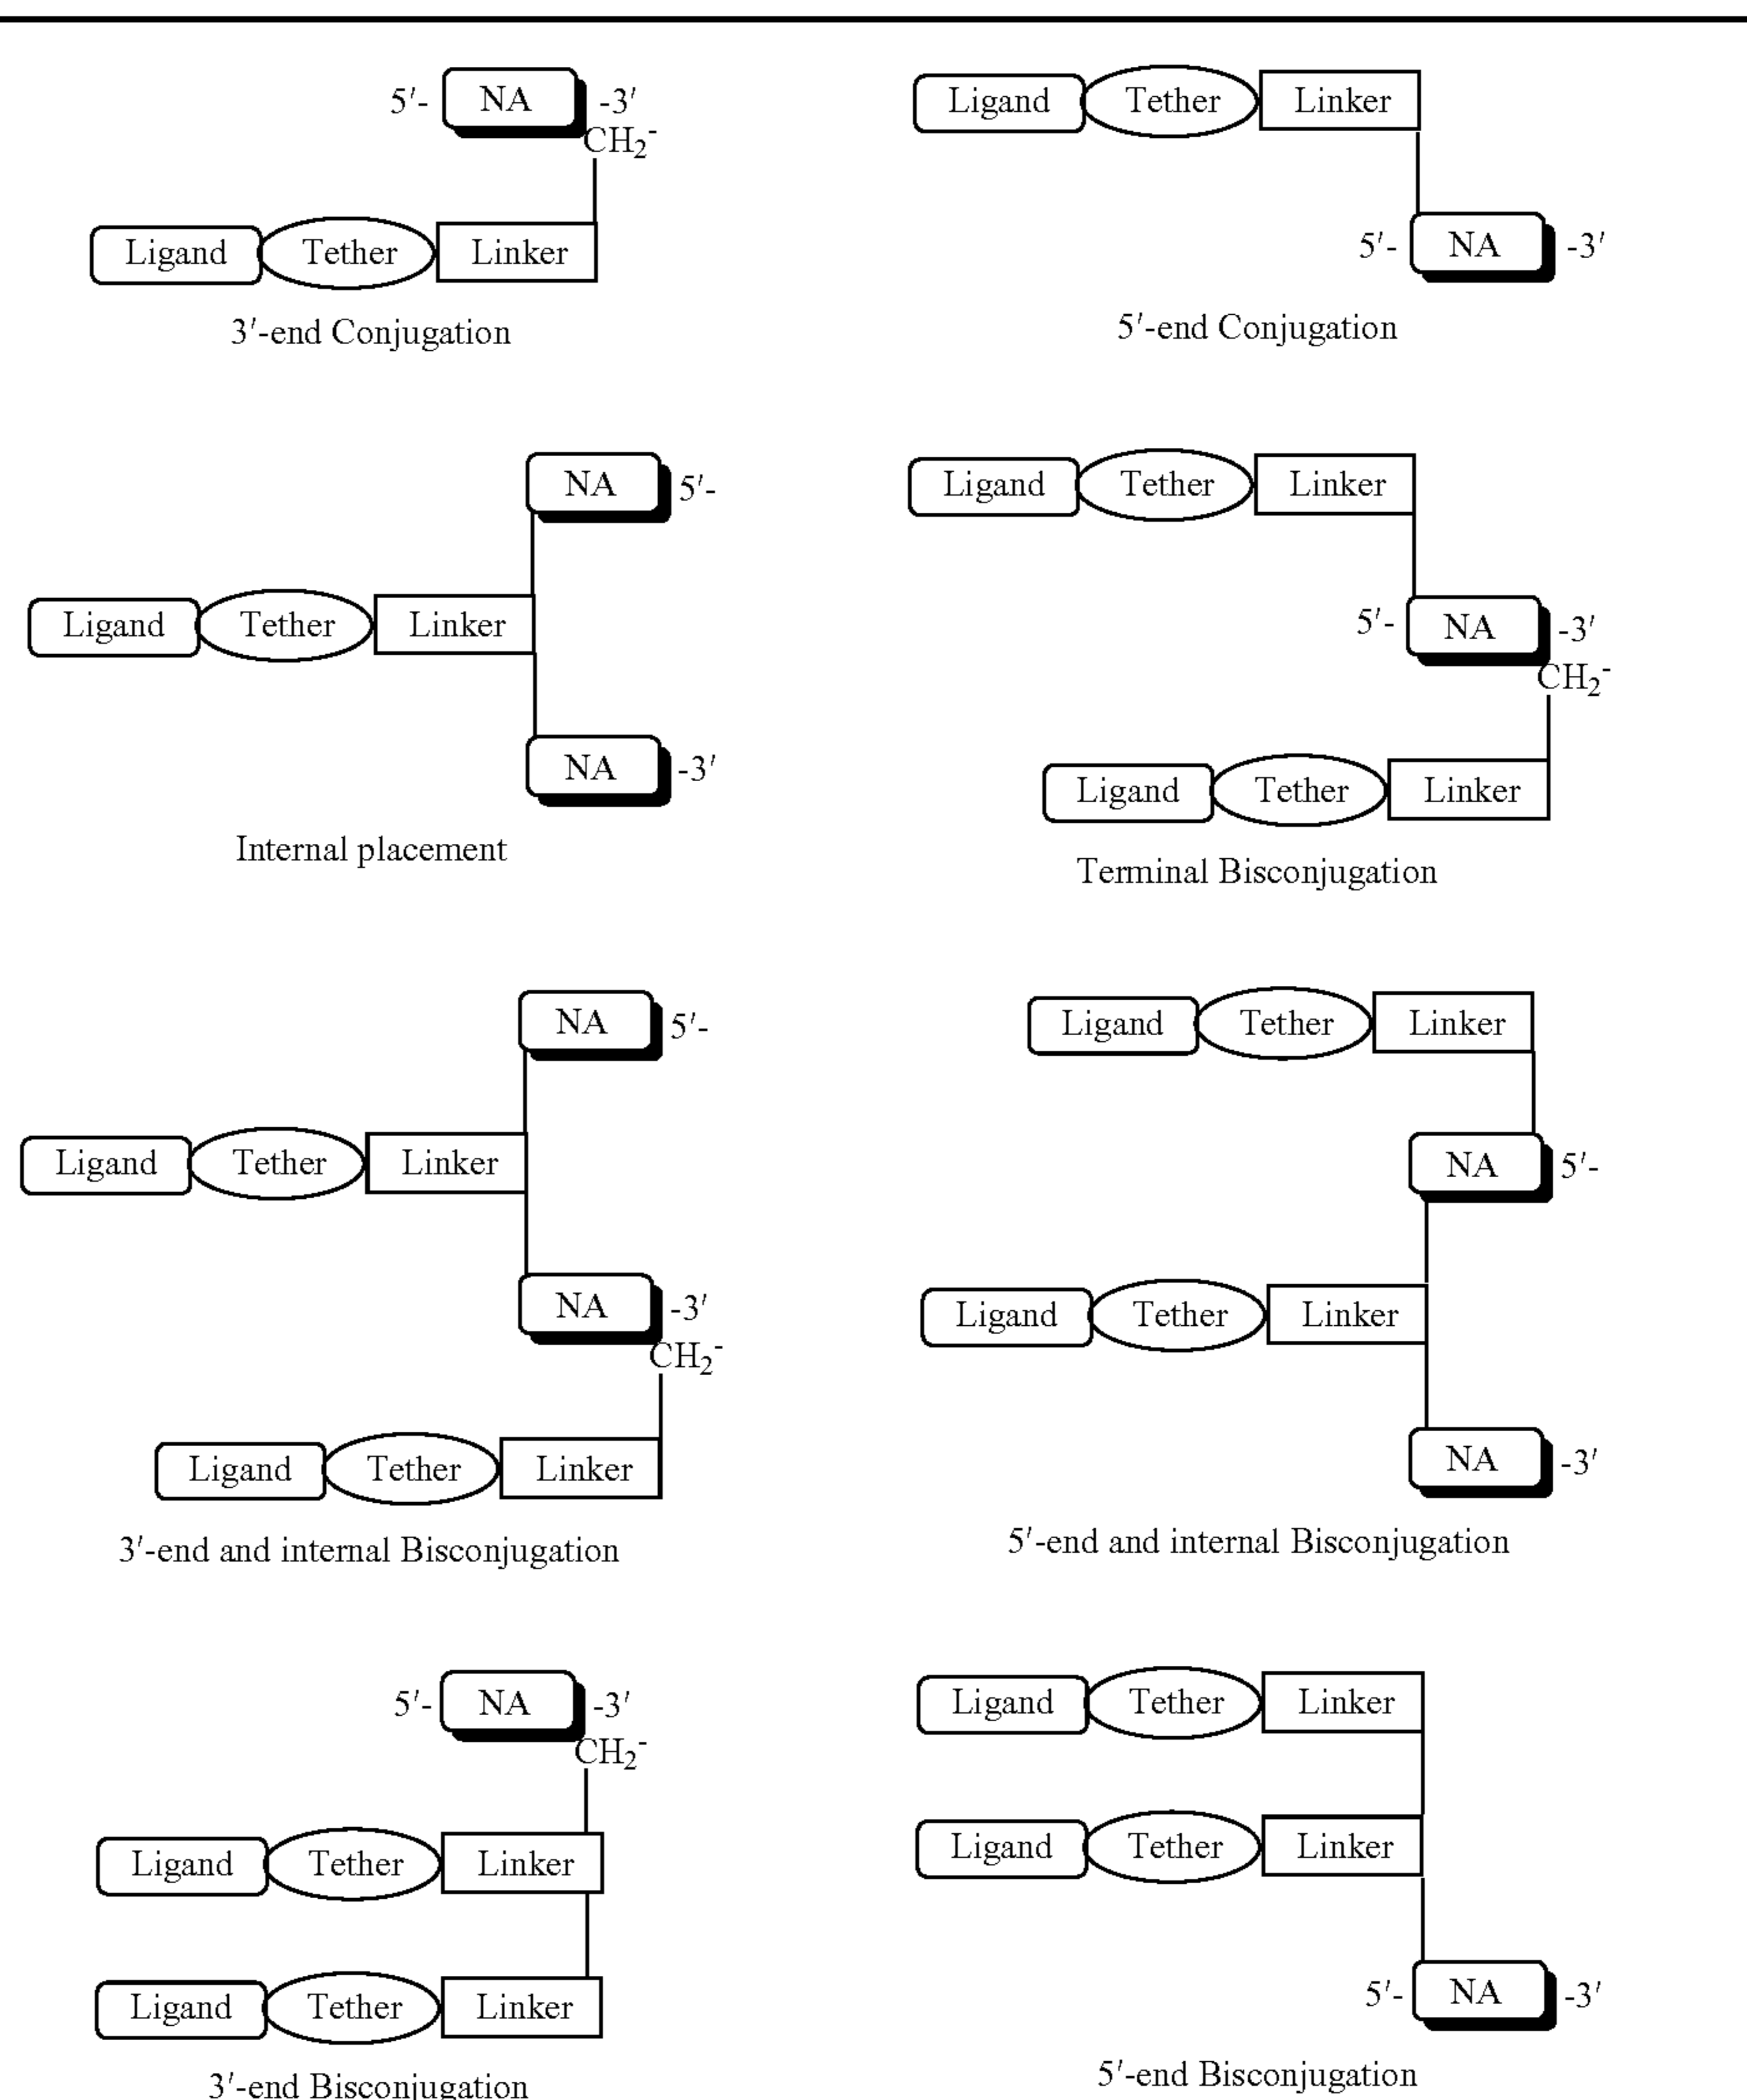 5′- NA -3′
CH2-
Ligand Tether Linker
3′-end Conjugation
Ligand Tether Linker
5′- NA -3′
5′-end Conjugation
NA 5′-
Ligand Tether Linker
NA -3′
Internal placement
Ligand Tether Linker
5′- NA -3′
CH2-
Ligand Tether Linker
Terminal Bisconjugation
NA 5′-
Ligand Tether Linker
NA -3′
CH2-
Ligand Tether Linker
3′-end and internal Bisconjugation
Ligand Tether Linker
NA 5′-
Ligand Tether Linker
NA -3′
5′-end and internal Bisconjugation
5′- NA -3′
CH2-
Ligand Tether Linker
Ligand Tether Linker
3′-end Bisconjugation
Ligand Tether Linker
Ligand Tether Linker
5′- NA -3′
5′-end Bisconjugation